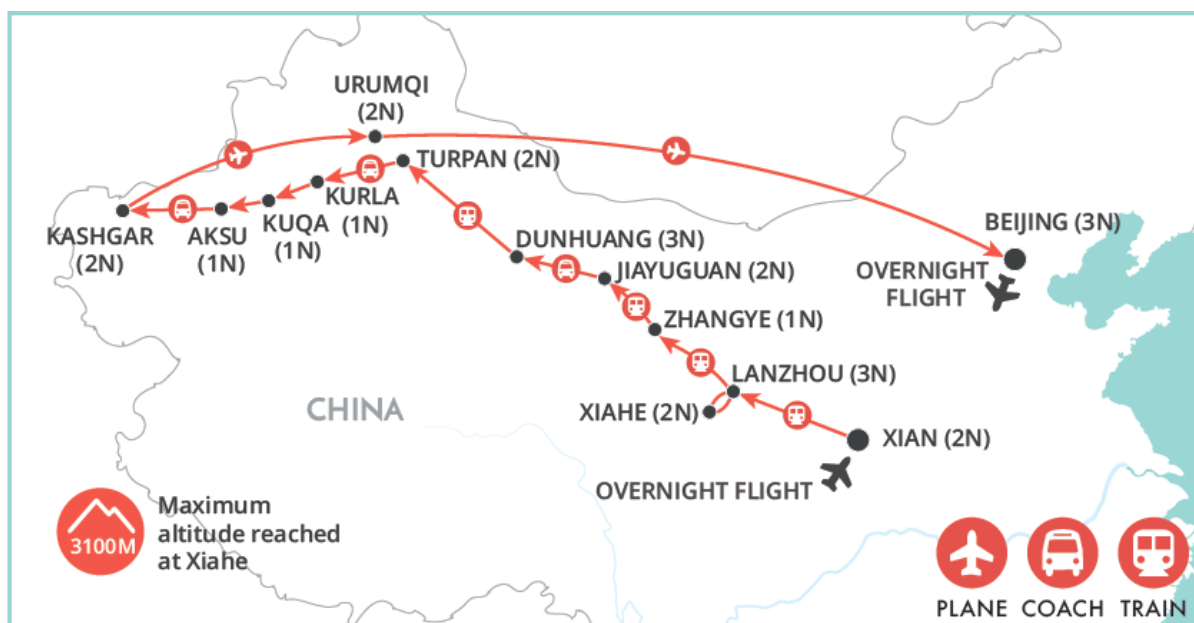 URUMQI
(2N)
TURPAN (2N)
KURLA
(1N)
KUQA
(1N)
AKSU
(1N)
KASHGAR
(2N)
DUNHUANG (3N)
JIAYUGUAN (2N)
ZHANGYE (1N)
LANZHOU (3N)
XIAHE (2N)
XIAN (2N)
OVERNIGHT FLIGHT
BEIJING (3N)
OVERNIGHT
FLIGHT
CHINA
3100M
Maximum
altitude reached
at Xiahe
PLANE COACH TRAIN